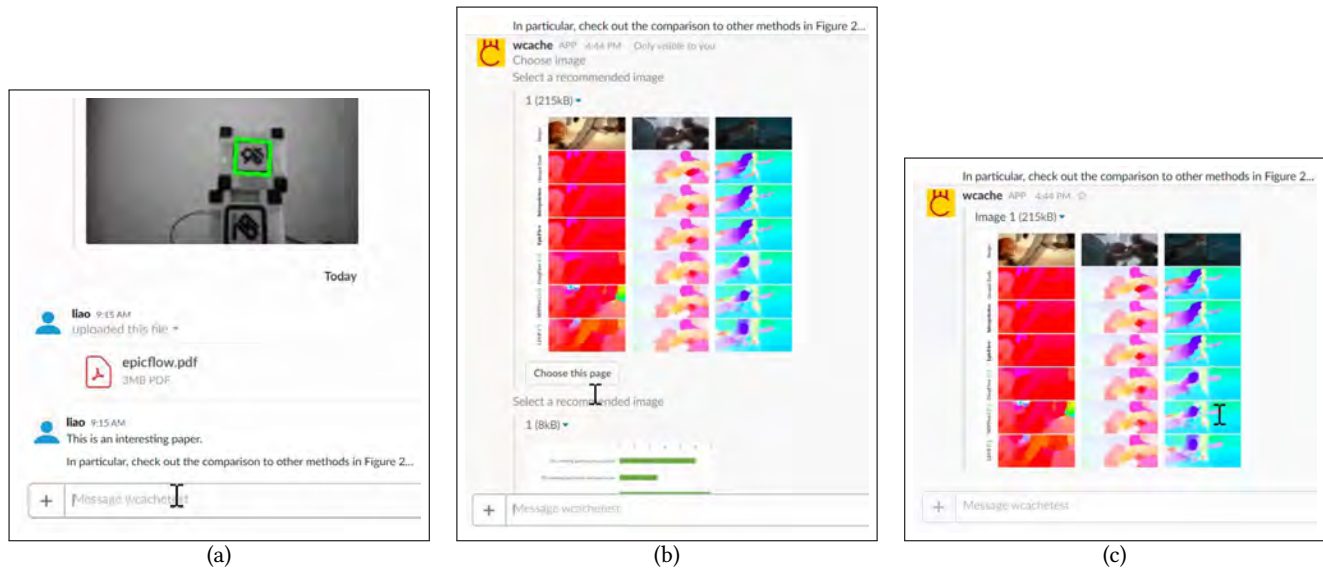 Today
liao 9:15 AM
uploaded this file
epicflow.pdf
3MB PDF
liao 9:15 AM
This is an interesting paper.
In particular, check out the comparison to other methods in Figure 2...
+ Message wcachetest
(a)
In particular, check out the comparison to other methods in Figure 2...
wcache APP 4:44 PM Only visible to you
Choose image
Select a recommended image
1 (215kB)
Choose this page
Select a recommended image
1 (8kB)
+ Message wcachetest
(b)
In particular, check out the comparison to other methods in Figure 2...
wcache APP 4:44 PM
Image 1 (215kB)
+ Message wcachetest
(c)